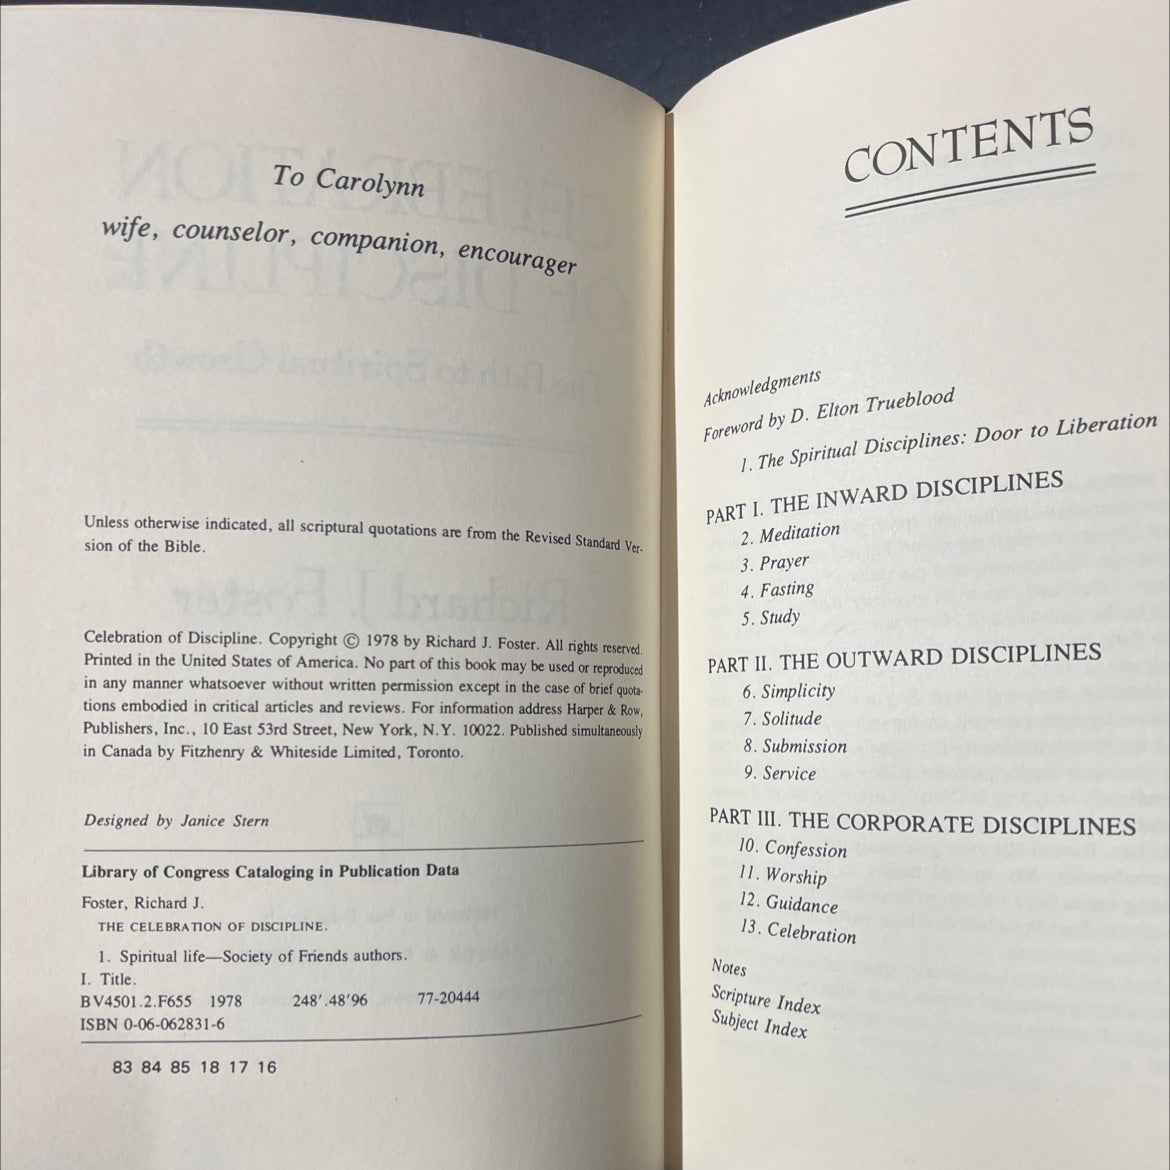 To Carolynn
wife, counselor, companion, encourager
Unless otherwise indicated, all scriptural quotations are from the Revised Standard Ver-
sion of the Bible.
Celebration of Discipline. Copyright © 1978 by Richard J. Foster. All rights reserved.
Printed in the United States of America. No part of this book may be used or reproduced
in any manner whatsoever without written permission except in the case of brief quota-
tions embodied in critical articles and reviews. For information address Harper & Row,
Publishers, Inc., 10 East 53rd Street, New York, N.Y. 10022. Published simultaneously
in Canada by Fitzhenry & Whiteside Limited, Toronto.
Designed by Janice Stern
Library of Congress Cataloging in Publication Data
Foster, Richard J.
THE CELEBRATION OF DISCIPLINE.
1. Spiritual life—Society of Friends authors.
I. Title.
BV4501.2.F655 1978 248'.48'96 77-20444
ISBN 0-06-062831-6
83 84 85 18 17 16
CONTENTS
Acknowledgments
Foreword by D. Elton Trueblood
1. The Spiritual Disciplines: Door to Liberation
PART I. THE INWARD DISCIPLINES
2. Meditation
3. Prayer
4. Fasting
5. Study
PART II. THE OUTWARD DISCIPLINES
6. Simplicity
7. Solitude
8. Submission
9. Service
PART III. THE CORPORATE DISCIPLINES
10. Confession
11. Worship
12. Guidance
13. Celebration
Notes
Scripture Index
Subject Index